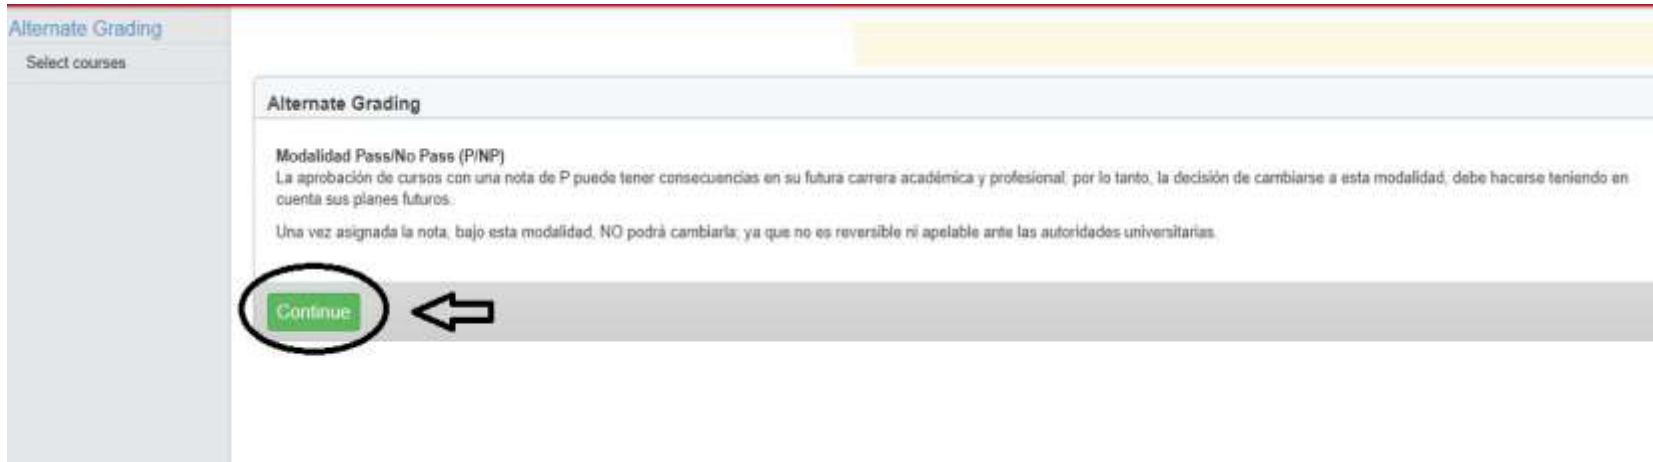 Alternate Grading
Select courses
Alternate Grading
Modalidad Pass/No Pass (P/NP)
La aprobación de cursos con una nota de P puede tener consecuencias en su futura carrera académica y profesional, por lo tanto, la decisión de cambiarse a esta modalidad, debe hacerse teniendo en
cuenta sus planes futuros.
Una vez asignada la nota, bajo esta modalidad, NO podrá cambiarla; ya que no es reversible ni apelable ante las autoridades universitarias.
Continue